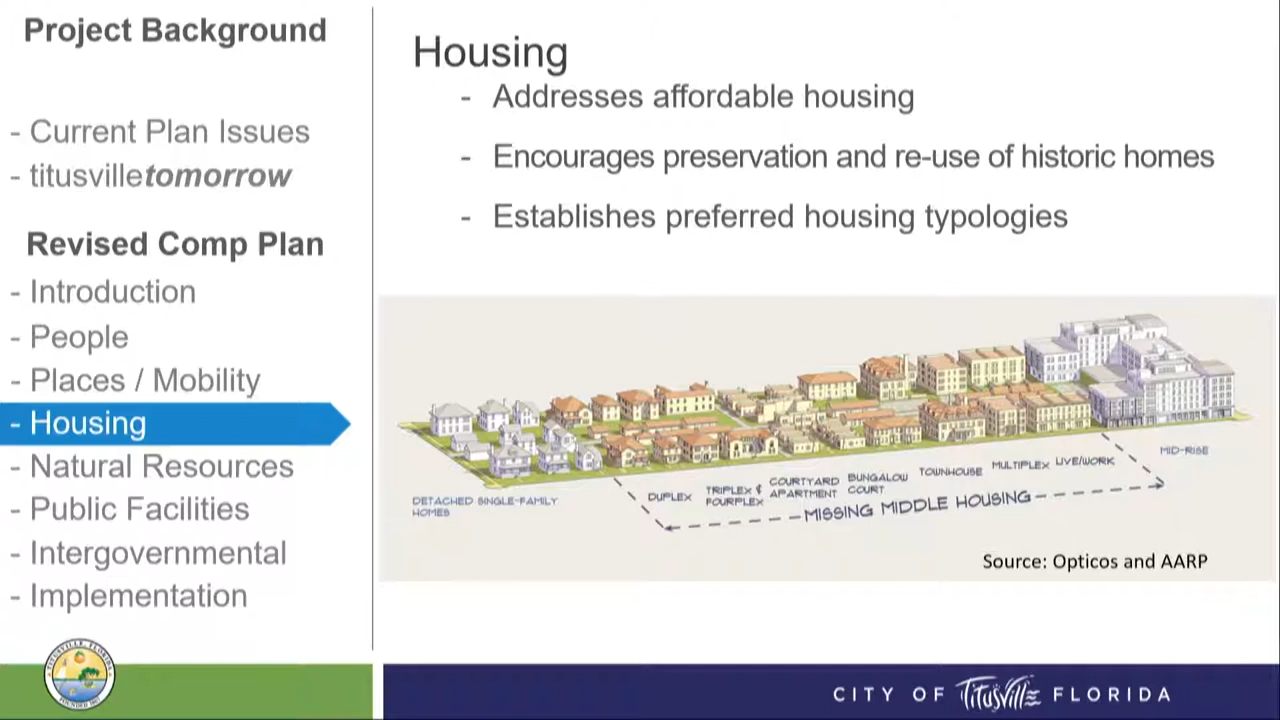 Project Background
- Current Plan Issues
- titusvilletomorrow
Revised Comp Plan
- Introduction
- People
- Places / Mobility
- Housing
- Natural Resources
- Public Facilities
- Intergovernmental
- Implementation
Housing
- Addresses affordable housing
- Encourages preservation and re-use of historic homes
- Establishes preferred housing typologies
DETACHED SINGLE-FAMILY
HOMES
DUPLEX
TRIPLEX &
FOURPLEX
COURTYARD
APARTMENT
BUNGALOW
COURT
TOWNHOUSE
MULTIPLEX
LIVE/WORK
MID-RISE
MISSING MIDDLE HOUSING
Source: Opticos and AARP
TITUSVILLE, FLORIDA
CITY OF Titusville FLORIDA